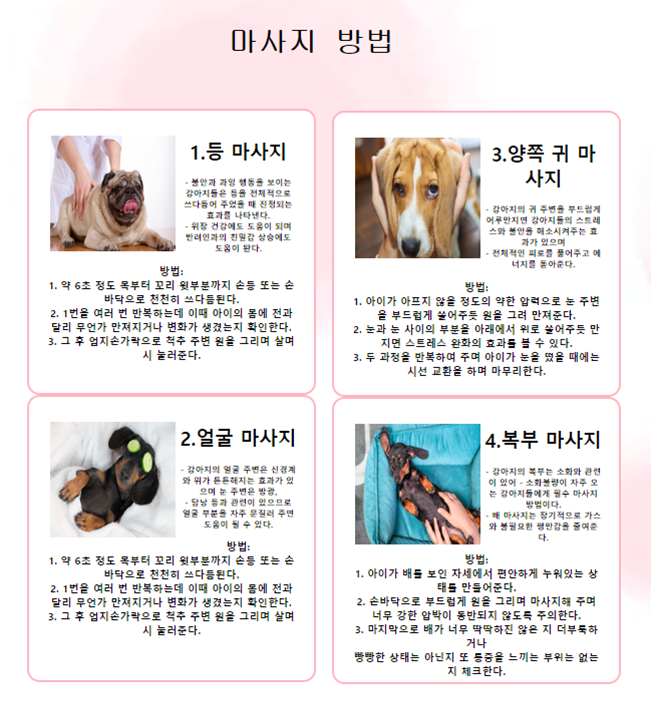 마사지 방법
1.등 마사지
- 불안과 과잉 행동을 보이는
강아지들은 등을 전체적으로
쓰다듬어 주었을 때 진정되는
효과를 나타낸다.
- 위장 건강에도 도움이 되며
반려인과의 친밀감 상승에도
도움이 된다.
방법:
1. 약 6초 정도 목부터 꼬리 윗부분까지 손등 또는 손
바닥으로 천천히 쓰다듬된다.
2. 1번을 여러 번 반복하는데 이때 아이의 몸에 전과
달리 무언가 만져지거나 변화가 생겼는지 확인한다.
3. 그 후 엄지손가락으로 척추 주변 원을 그리며 살며
시 눌러준다.
3.양쪽 귀 마
사지
- 강아지의 귀 주변을 부드럽게
어루만지면 강아지들의 스트레
스와 불안을 해소시켜주는 효
과가 있으며
- 전체적인 피로를 풀어주고 에
너지를 돋아준다.
방법:
1. 아이가 아프지 않을 정도의 약한 압력으로 눈 주변
을 부드럽게 쓸어주듯 원을 그려 만져준다.
2. 눈과 눈 사이의 부분을 아래에서 위로 쓸어주듯 만
지면 스트레스 완화의 효과를 볼 수 있다.
3. 두 과정을 반복하여 주며 아이가 눈을 떴을 때에는
시선 교환을 하며 마무리한다.
2.얼굴 마사지
- 강아지의 얼굴 주변은 신경계
와 위가 튼튼해지는 효과가 있
으며 눈 주변은 방광,
- 담낭 등과 관련이 있으므로
얼굴 부분을 자주 문질러 주면
도움이 될 수 있다.
방법:
1. 약 6초 정도 목부터 꼬리 윗부분까지 손등 또는 손
바닥으로 천천히 쓰다듬된다.
2. 1번을 여러 번 반복하는데 이때 아이의 몸에 전과
달리 무언가 만져지거나 변화가 생겼는지 확인한다.
3. 그 후 엄지손가락으로 척추 주변 원을 그리며 살며
시 눌러준다.
4.복부 마사지
- 강아지의 복부는 소화와 관련
이 있어 - 소화불량이 자주 오
는 강아지들에게 필수 마사지
방법이다.
- 배 마사지는 장기적으로 가스
와 불필요한 팽만감을 줄여준
다.
방법:
1. 아이가 배를 보인 자세에서 편안하게 누워있는 상
태를 만들어준다.
2. 손바닥으로 부드럽게 원을 그리며 마사지해 주며
너무 강한 압박이 동반되지 않도록 주의한다.
3. 마지막으로 배가 너무 딱딱하진 않은 지 더부룩하
거나
빵빵한 상태는 아닌지 또 통증을 느끼는 부위는 없는
지 체크한다.